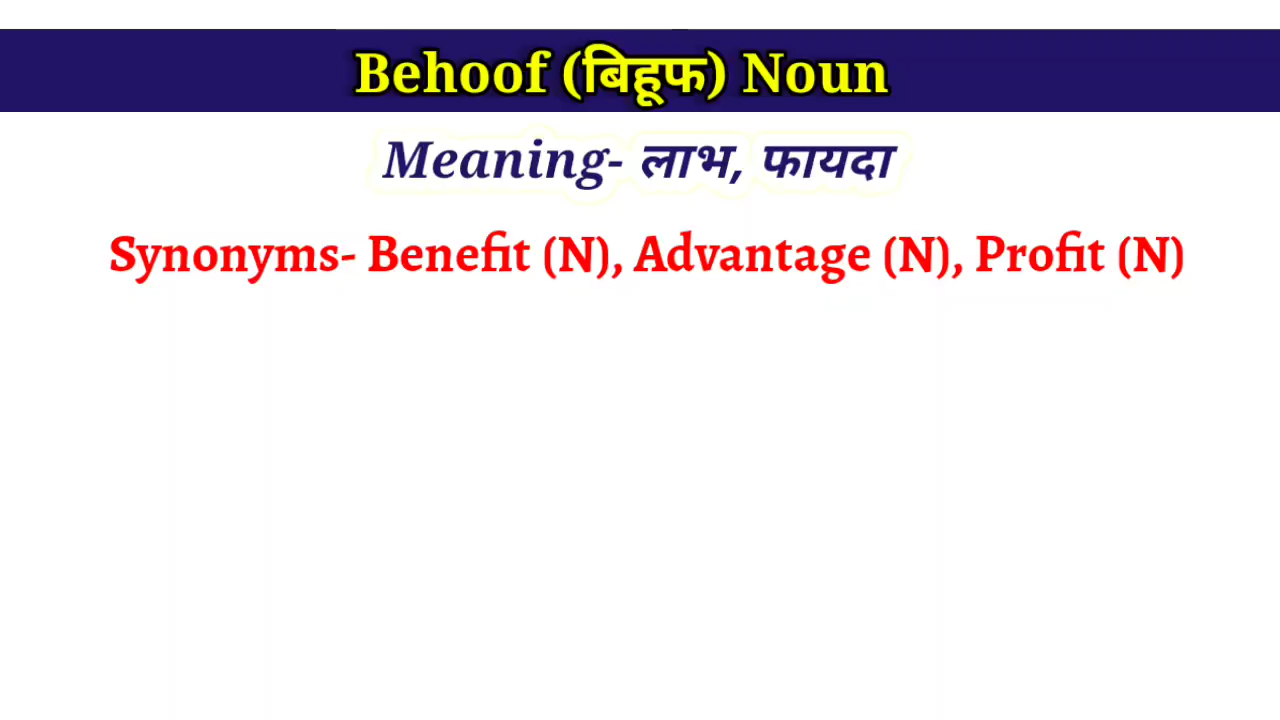 Behoof (बिहूफ) Noun
Meaning- लाभ, फायदा
Synonyms- Benefit (N), Advantage (N), Profit (N)